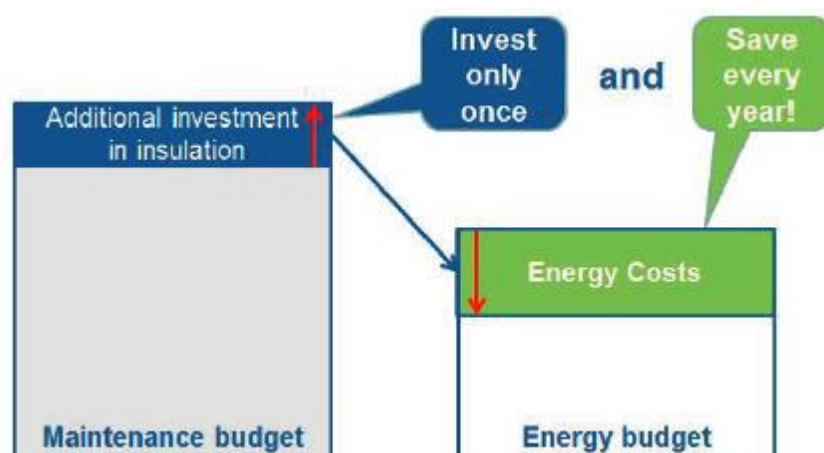 Invest
only
once
and
Save
every
year!
Additional investment
in insulation
Energy Costs
Maintenance budget
Energy budget